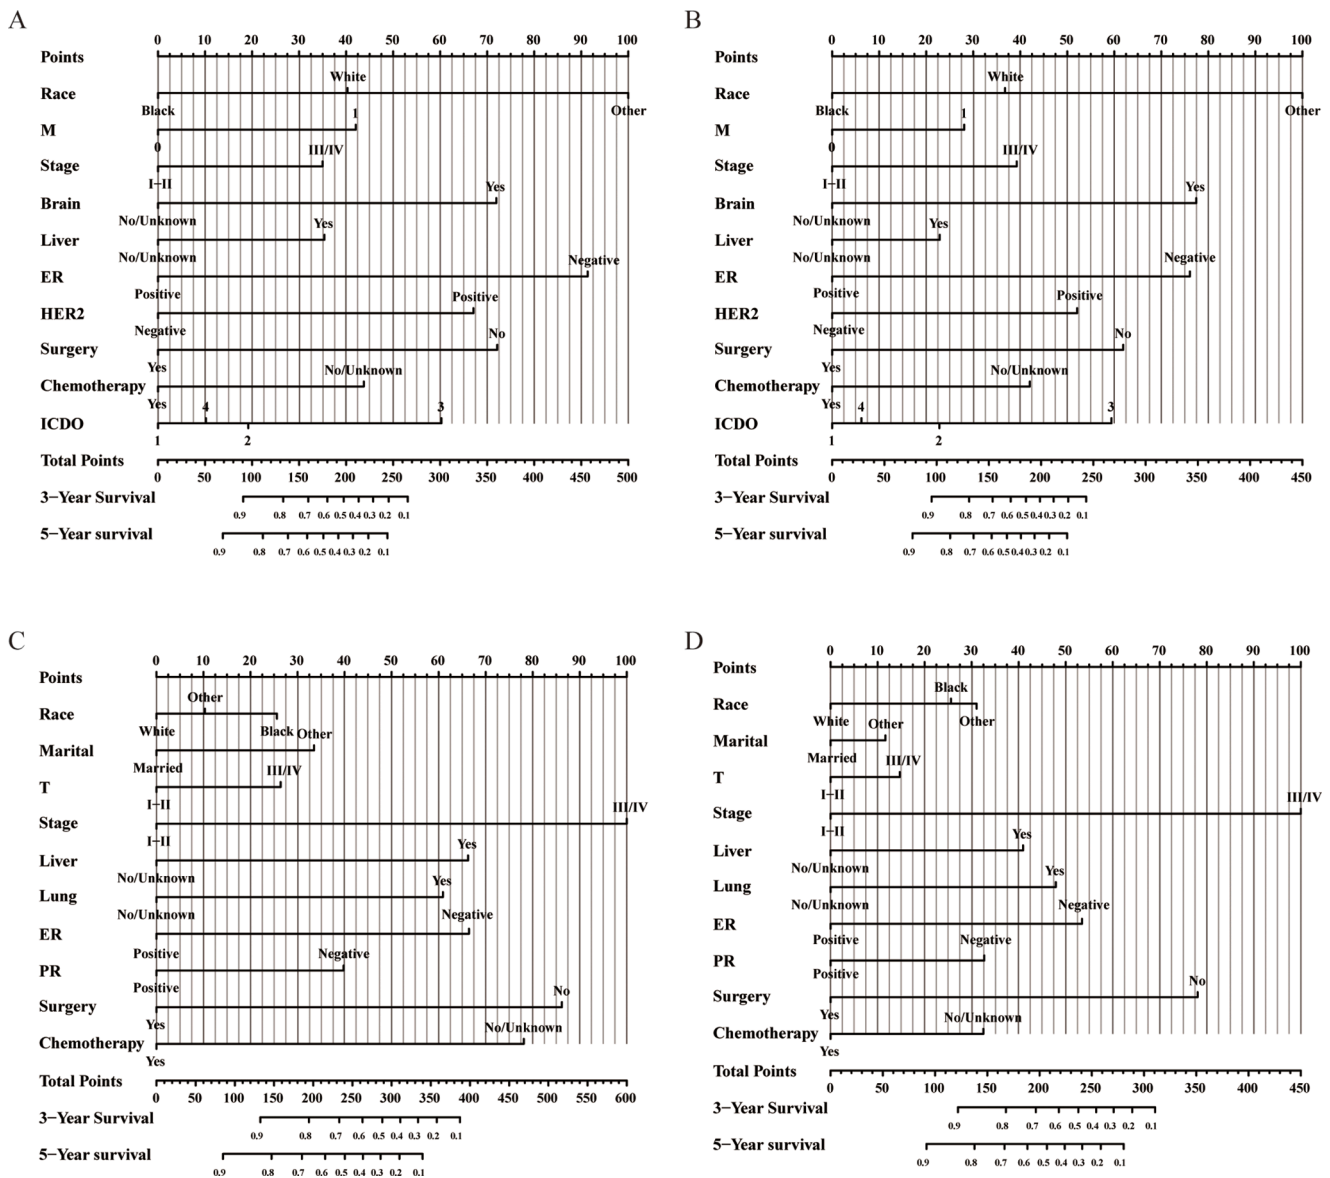 A
0 10 20 30 40 50 60 70 80 90 100
Points
White
Race
Black Other
1
M
0
III/IV
Stage
I−II
Yes
Brain
No/Unknown
Yes
Liver
No/Unknown
Negative
ER
Positive
Positive
HER2
Negative
No
Surgery
Yes
No/Unknown
Chemotherapy
Yes
4 3
ICDO
1 2
Total Points
0 50 100 150 200 250 300 350 400 450 500
3−Year Survival
0.9 0.8 0.7 0.6 0.5 0.4 0.3 0.2 0.1
5−Year survival
0.9 0.8 0.7 0.6 0.5 0.4 0.3 0.2 0.1
B
0 10 20 30 40 50 60 70 80 90 100
Points
White
Race
Black Other
1
M
0
III/IV
Stage
I−II
Yes
Brain
No/Unknown
Yes
Liver
No/Unknown
Negative
ER
Positive
Positive
HER2
Negative
No
Surgery
Yes
No/Unknown
Chemotherapy
Yes
4 3
ICDO
1 2
Total Points
0 50 100 150 200 250 300 350 400 450
3−Year Survival
0.9 0.8 0.7 0.6 0.5 0.4 0.3 0.2 0.1
5−Year survival
0.9 0.8 0.7 0.6 0.5 0.4 0.3 0.2 0.1
C
0 10 20 30 40 50 60 70 80 90 100
Points
Other
Race
White Black Other
Marital
Married III/IV
T
I−II
III/IV
Stage
I−II
Yes
Liver
No/Unknown
Yes
Lung
No/Unknown Negative
ER
Positive Negative
PR
Positive
No
Surgery
Yes No/Unknown
Chemotherapy
Yes
Total Points
0 50 100 150 200 250 300 350 400 450 500 550 600
3−Year Survival
0.9 0.8 0.7 0.6 0.5 0.4 0.3 0.2 0.1
5−Year survival
0.9 0.8 0.7 0.6 0.5 0.4 0.3 0.2 0.1
D
0 10 20 30 40 50 60 70 80 90 100
Points
Black
Race
White Other Other
Marital
Married III/IV
T
I−II
III/IV
Stage
I−II
Yes
Liver
No/Unknown
Yes
Lung
No/Unknown Negative
ER
Positive Negative
PR
Positive
No
Surgery
Yes No/Unknown
Chemotherapy
Yes
Total Points
0 50 100 150 200 250 300 350 400 450
3−Year Survival
0.9 0.8 0.7 0.6 0.5 0.4 0.3 0.2 0.1
5−Year survival
0.9 0.8 0.7 0.6 0.5 0.4 0.3 0.2 0.1